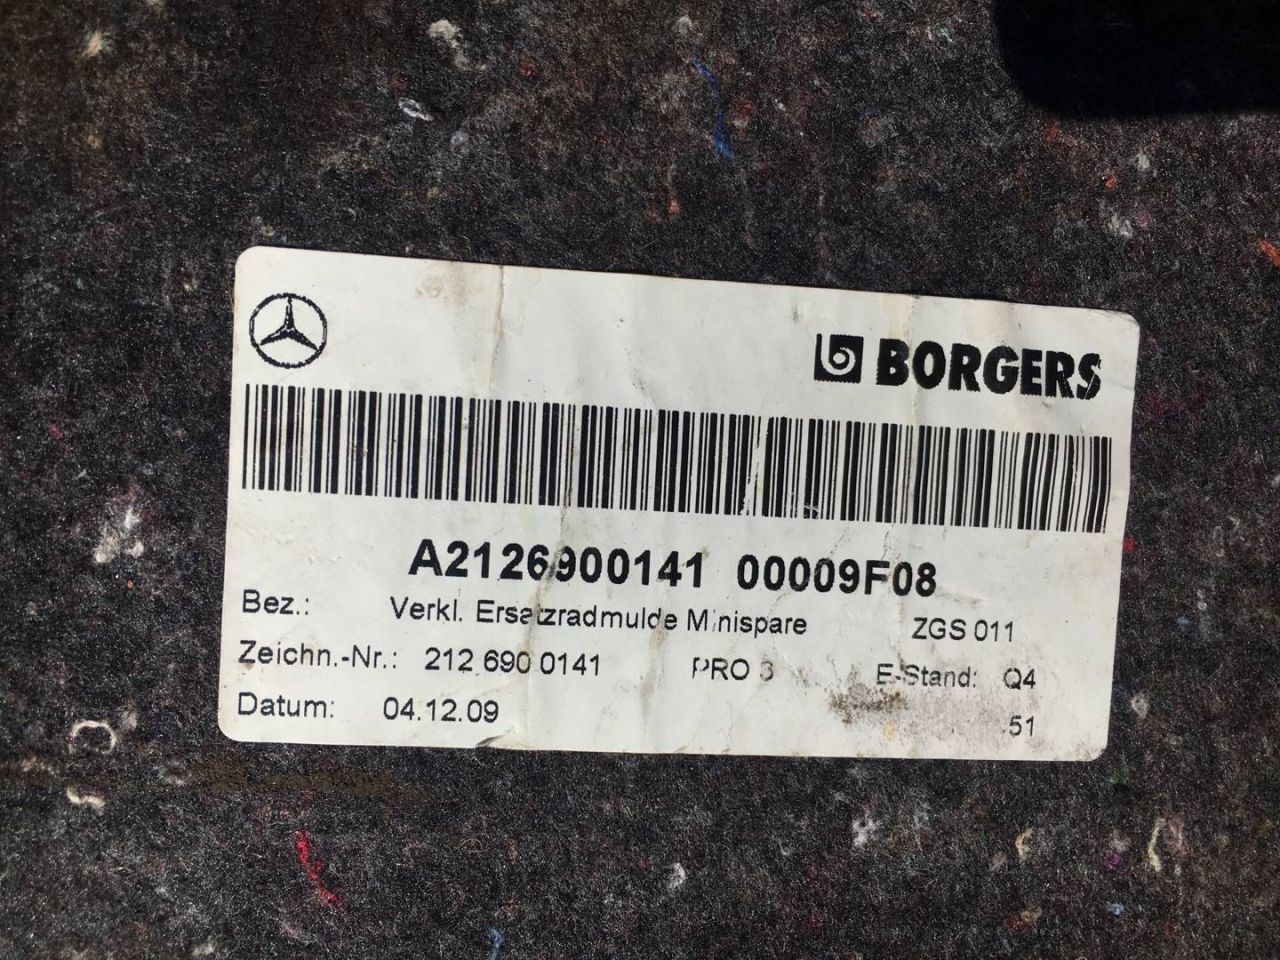 BORGERS
A2126900141 00009F08
Bez.: Verkl. Ersatzradmulde Minispare ZGS 011
Zeichn.-Nr.: 212 690 0141 PRO 3 E-Stand: Q4
Datum: 04.12.09 .51